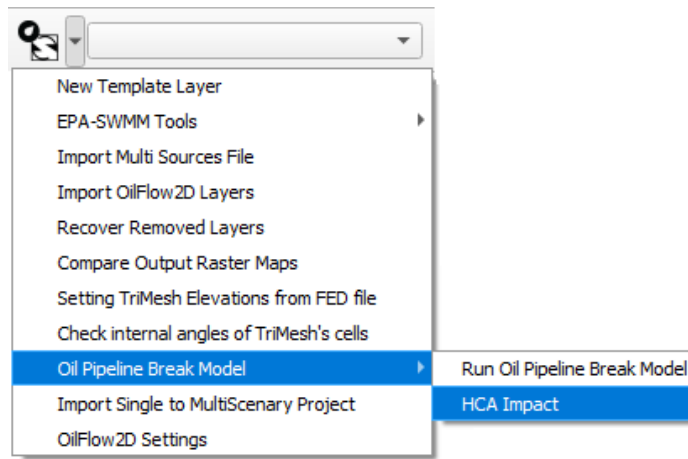 New Template Layer
EPA-SWMM Tools
Import Multi Sources File
Import OilFlow2D Layers
Recover Removed Layers
Compare Output Raster Maps
Setting TriMesh Elevations from FED file
Check internal angles of TriMesh's cells
Oil Pipeline Break Model
Run Oil Pipeline Break Model
Import Single to MultiScenary Project
HCA Impact
OilFlow2D Settings